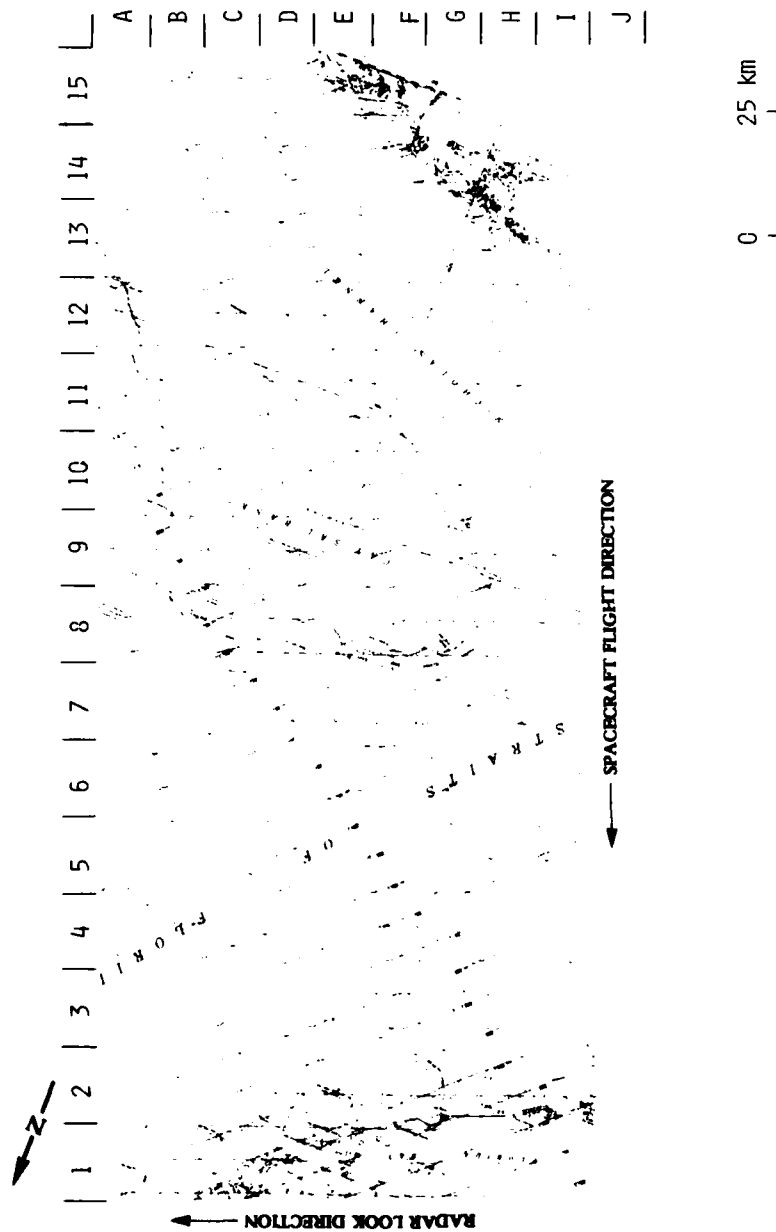 A B C D E F G H I J
1 2 3 4 5 6 7 8 9 10 11 12 13 14 15
N
STRAITS
OF
FLORI
RADAR LOOK DIRECTION
SPACECRAFT FLIGHT DIRECTION
0 25 km